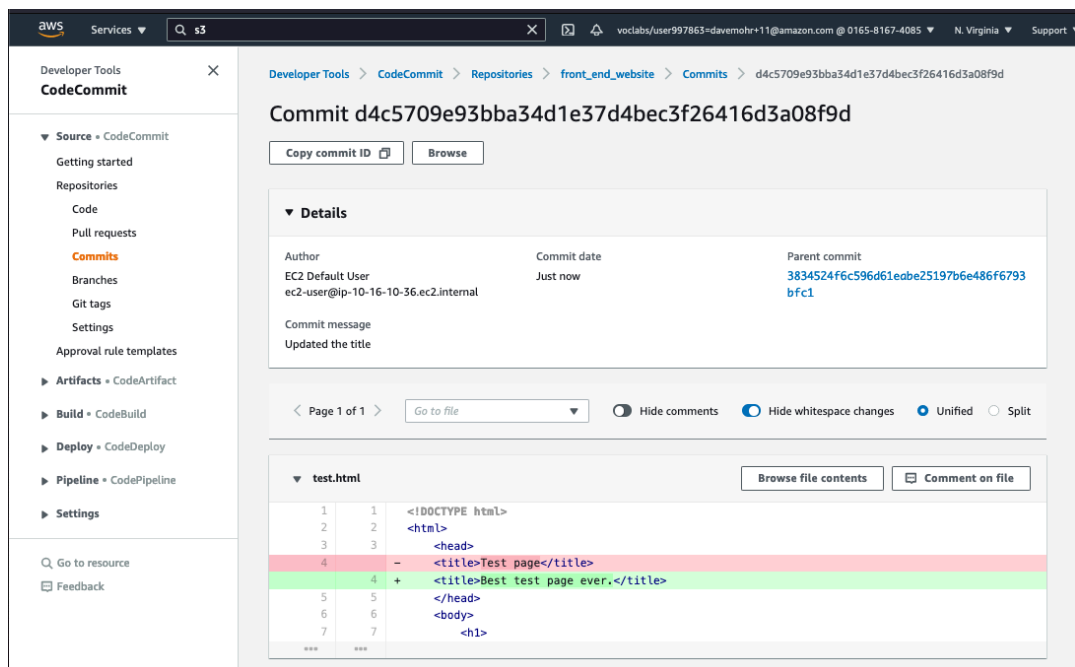 aws Services ▼ s3 voclabs/user997863=davemohr+11@amazon.com @ 0165-8167-4085 ▼ N. Virginia ▼ Support
Developer Tools
CodeCommit
Source • CodeCommit
Getting started
Repositories
Code
Pull requests
Commits
Branches
Git tags
Settings
Approval rule templates
Artifacts • CodeArtifact
Build • CodeBuild
Deploy • CodeDeploy
Pipeline • CodePipeline
Settings
Go to resource
Feedback
Developer Tools > CodeCommit > Repositories > front_end_website > Commits > d4c5709e93bba34d1e37d4bec3f26416d3a08f9d
Commit d4c5709e93bba34d1e37d4bec3f26416d3a08f9d
Copy commit ID Browse
Details
Author
EC2 Default User
ec2-user@ip-10-16-10-36.ec2.internal
Commit date
Just now
Parent commit
3834524f6c596d61eabe25197b6e486f6793
bfc1
Commit message
Updated the title
< Page 1 of 1 > Go to file ▼ Hide comments Hide whitespace changes Unified Split
test.html Browse file contents Comment on file
1 1 <!DOCTYPE html>
2 2 <html>
3 3 <head>
4 - <title>Test page</title>
4 + <title>Best test page ever.</title>
5 5 </head>
6 6 <body>
7 7 <h1>
••• •••